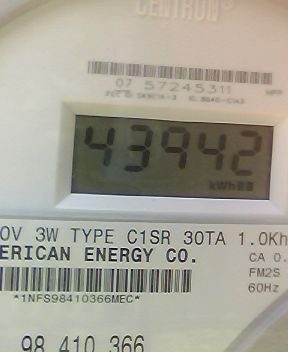 CENTRON®
07 57245311
43942
kWh
0V 3W TYPE C1SR 30TA 1.0Kh
ERICAN ENERGY CO.
CA 0.
FM2S
60Hz
*1NFS98410366MEC*
98 410 366